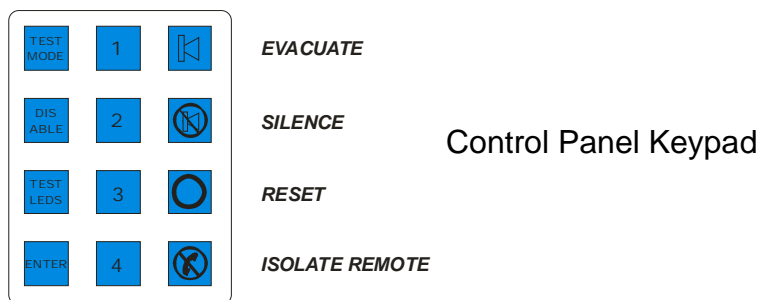 TEST
MODE
1
EVACUATE
DIS
ABLE
2
SILENCE
Control Panel Keypad
TEST
LEDS
3
RESET
ENTER
4
ISOLATE REMOTE